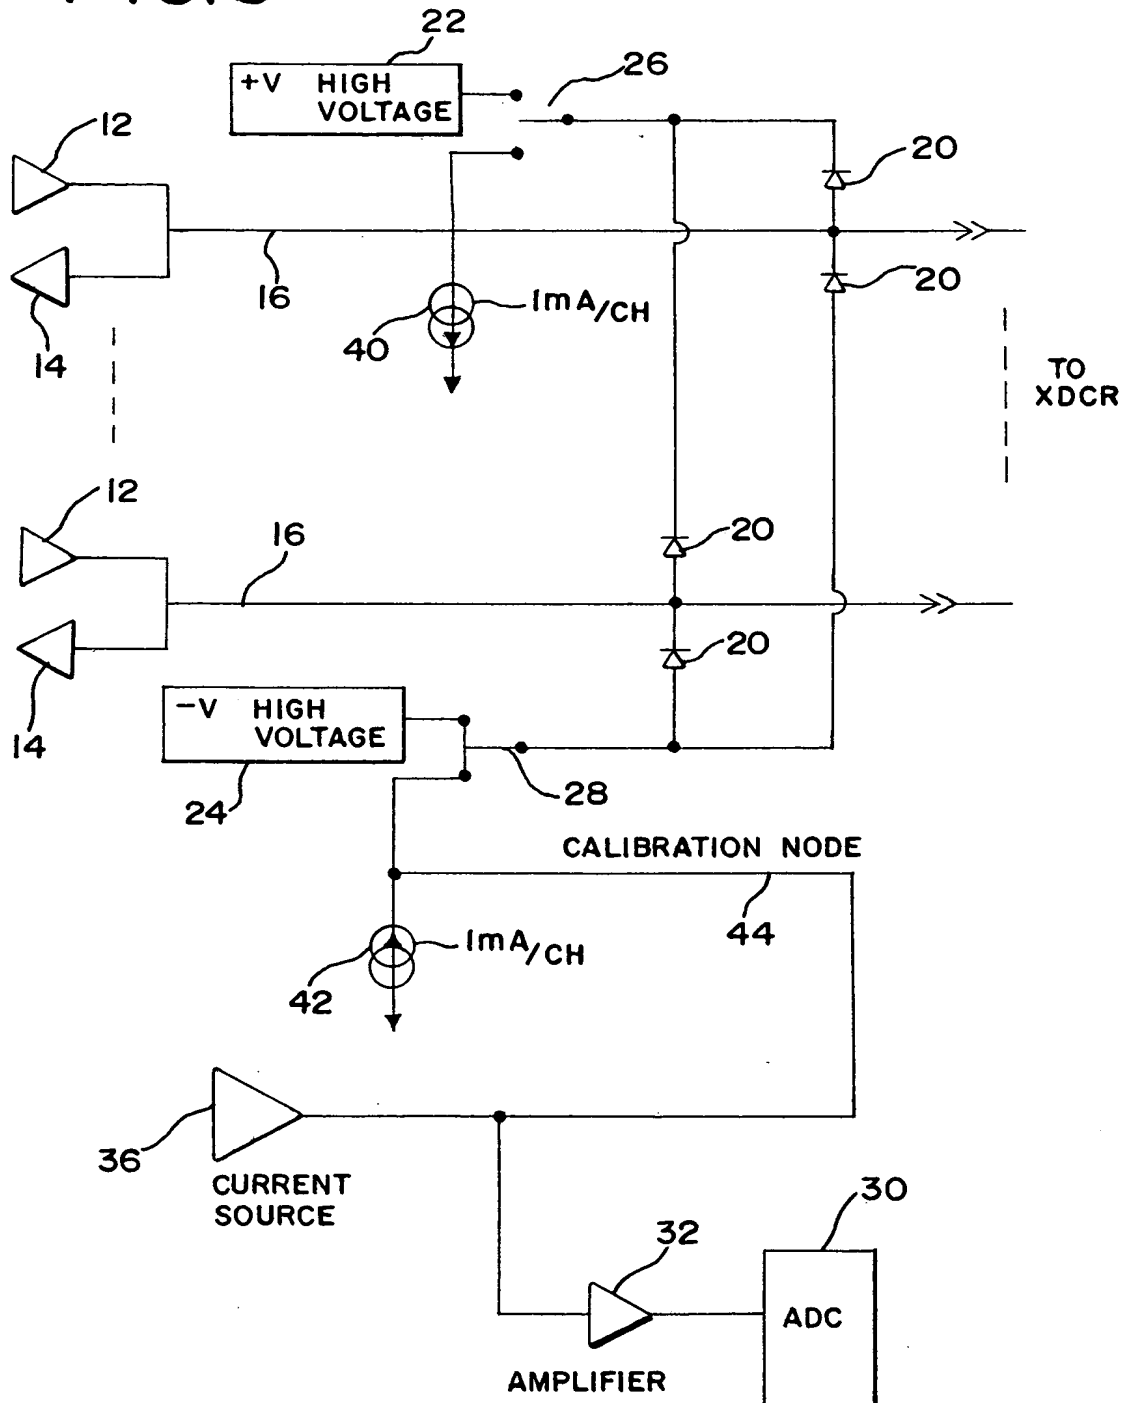 22
+V HIGH
VOLTAGE
26
12
20
16
20
1mA/CH
40
14
TO
XDCR
12
16
20
20
14
-V HIGH
VOLTAGE
24
28
CALIBRATION NODE
44
1mA/CH
42
36
CURRENT
SOURCE
30
32
ADC
AMPLIFIER